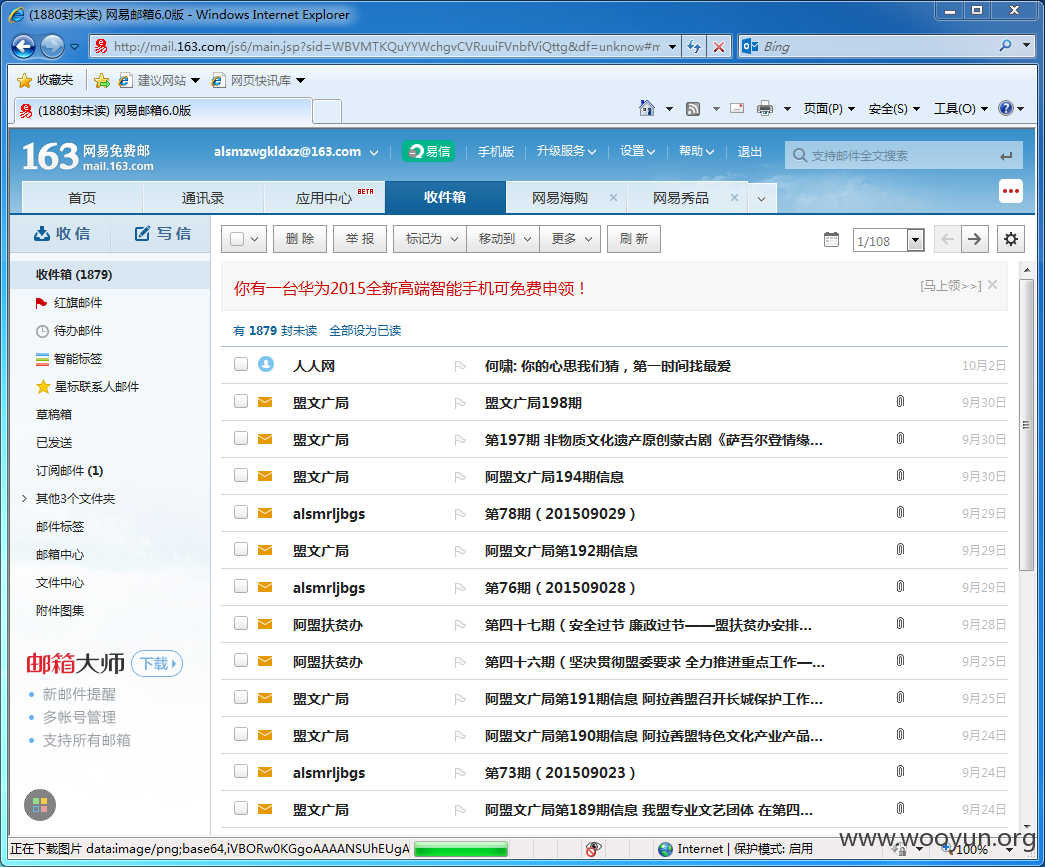 (1880封未读) 网易邮箱6.0版 - Windows Internet Explorer
http://mail.163.com/js6/main.jsp?sid=WBVMTKQuYYWchgvCVRuuiFVnbfViQttg&df=unknow#m
Bing
收藏夹 建议网站 网页快讯库
(1880封未读) 网易邮箱6.0版
页面(P) 安全(S) 工具(O)
163 网易免费邮 mail.163.com
alsmzwgkldxz@163.com 易信 手机版 升级服务 设置 帮助 退出
支持邮件全文搜索
首页 通讯录 应用中心 BETA 收件箱 网易海购 网易秀品
收信 写信
删 除 举 报 标记为 移动到 更多 刷 新 1/108
收件箱 (1879)
红旗邮件
待办邮件
智能标签
星标联系人邮件
草稿箱
已发送
订阅邮件 (1)
其他3个文件夹
邮件标签
邮箱中心
文件中心
附件图集
邮箱大师 下载
新邮件提醒
多帐号管理
支持所有邮箱
你有一台华为2015全新高端智能手机可免费申领！ [马上领>>]
有 1879 封未读 全部设为已读
人人网 何啸: 你的心思我们猜，第一时间找最爱 10月2日
盟文广局 盟文广局198期 9月30日
盟文广局 第197期 非物质文化遗产原创蒙古剧《萨吾尔登情缘... 9月30日
盟文广局 阿盟文广局194期信息 9月30日
alsmrljbgs 第78期（201509029） 9月29日
盟文广局 阿盟文广局第192期信息 9月29日
alsmrljbgs 第76期（201509028） 9月29日
阿盟扶贫办 第四十七期（安全过节 廉政过节——盟扶贫办安排... 9月28日
阿盟扶贫办 第四十六期（坚决贯彻盟委要求 全力推进重点工作—... 9月25日
盟文广局 阿盟文广局第191期信息 阿拉善盟召开长城保护工作... 9月25日
盟文广局 阿盟文广局第190期信息 阿拉善盟特色文化产业产品... 9月24日
alsmrljbgs 第73期（201509023） 9月24日
盟文广局 阿盟文广局第189期信息 我盟专业文艺团体 在第四... 9月24日
www.wooyun.org
正在下载图片 data:image/png;base64,iVBORw0KGgoAAAANSUhEUgA Internet | 保护模式: 启用 100%